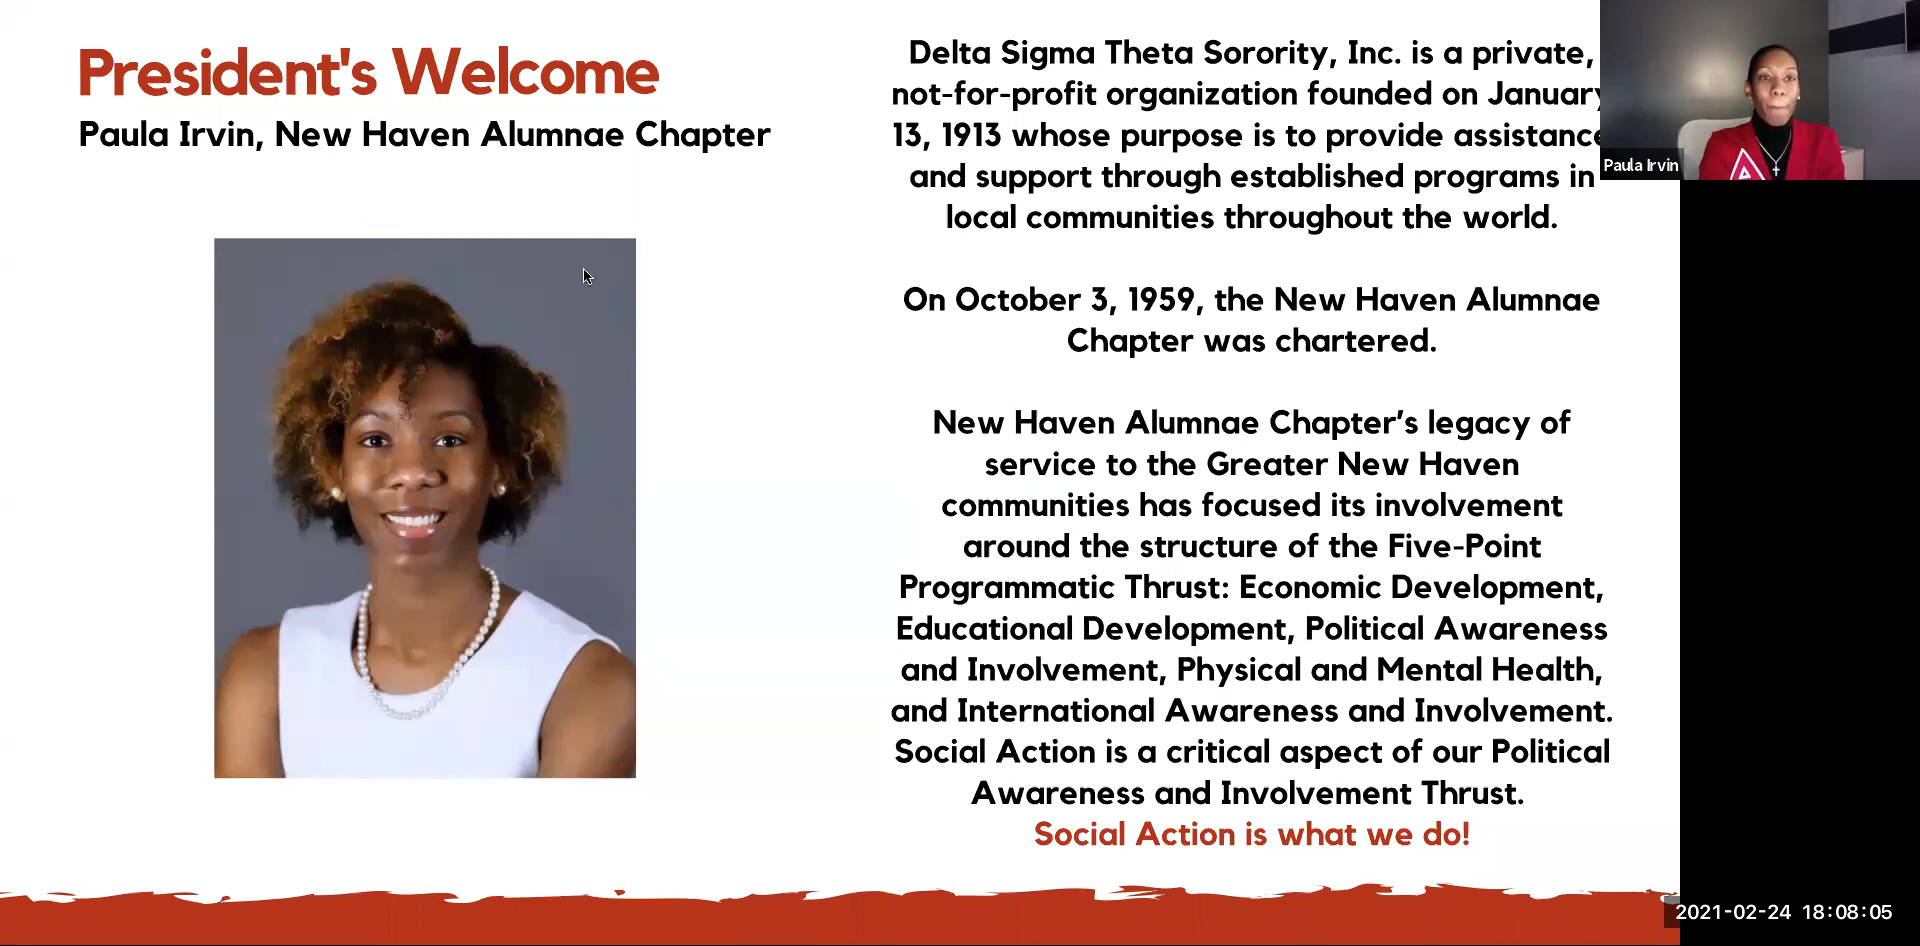 President's Welcome
Paula Irvin, New Haven Alumnae Chapter
Delta Sigma Theta Sorority, Inc. is a private,
not-for-profit organization founded on January
13, 1913 whose purpose is to provide assistance
and support through established programs in
local communities throughout the world.
On October 3, 1959, the New Haven Alumnae
Chapter was chartered.
New Haven Alumnae Chapter’s legacy of
service to the Greater New Haven
communities has focused its involvement
around the structure of the Five-Point
Programmatic Thrust: Economic Development,
Educational Development, Political Awareness
and Involvement, Physical and Mental Health,
and International Awareness and Involvement.
Social Action is a critical aspect of our Political
Awareness and Involvement Thrust.
Social Action is what we do!
Paula Irvin
2021-02-24 18:08:05